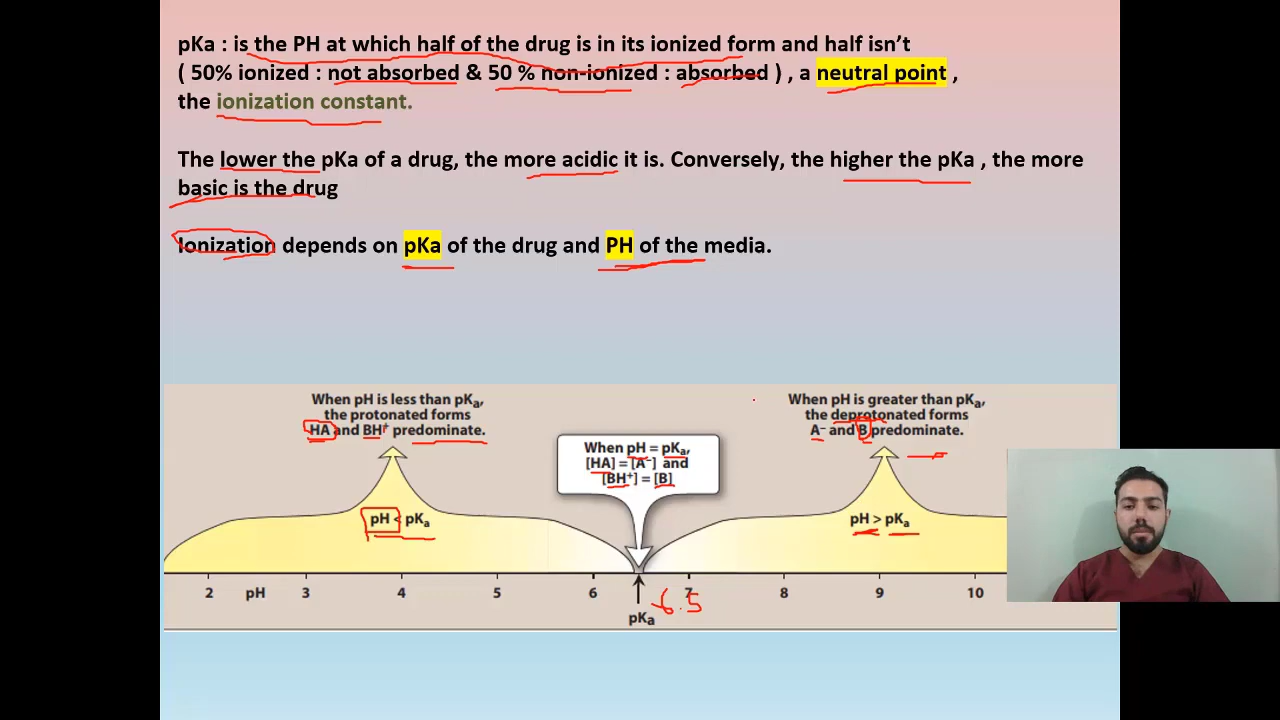 pKa : is the PH at which half of the drug is in its ionized form and half isn't
( 50% ionized : not absorbed & 50 % non-ionized : absorbed ) , a neutral point ,
the ionization constant.
The lower the pKa of a drug, the more acidic it is. Conversely, the higher the pKa , the more
basic is the drug
Ionization depends on pKa of the drug and PH of the media.
When pH is less than pKa,
the protonated forms
HA and BH⁺ predominate.
When pH = pKa,
[HA] = [A⁻] and
[BH⁺] = [B]
When pH is greater than pKa,
the deprotonated forms
A⁻ and B predominate.
pH < pKa
pH > pKa
2 pH 3 4 5 6 7 8 9 10
6.5
pKa